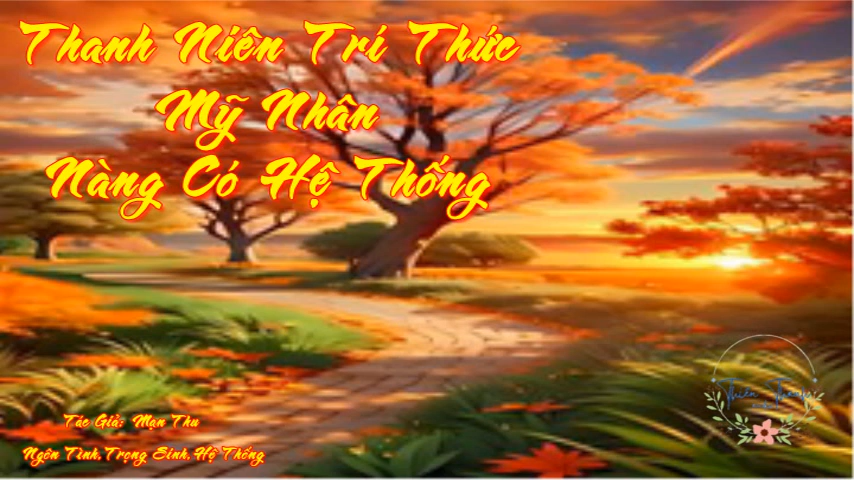 Thanh Niên Trí Thức
Mỹ Nhân
Nàng Có Hệ Thống
Tác Giả: Mạn Thu
Ngôn Tình, Trọng Sinh, Hệ Thống